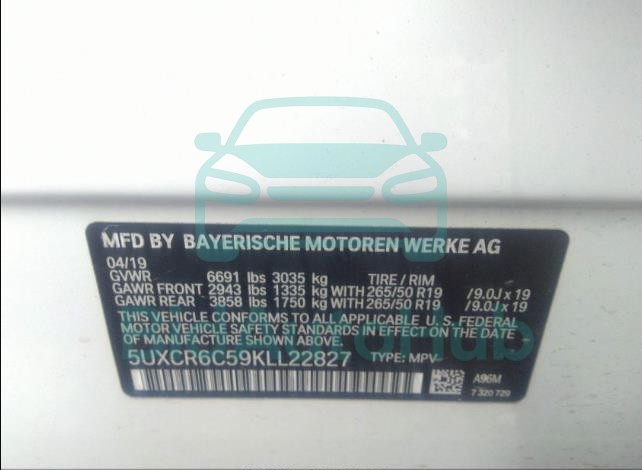 MFD BY BAYERISCHE MOTOREN WERKE AG
04/19
GVWR 6691 lbs 3035 kg TIRE / RIM
GAWR FRONT 2943 lbs 1335 kg WITH 265/50 R19 /9.0J x 19
GAWR REAR 3858 lbs 1750 kg WITH 265/50 R19 /9.0J x 19
THIS VEHICLE CONFORMS TO ALL APPLICABLE U. S. FEDERAL
MOTOR VEHICLE SAFETY STANDARDS IN EFFECT ON THE DATE OF
MANUFACTURE SHOWN ABOVE.
5UXCR6C59KLL22827 TYPE: MPV
A96M
7 320 729